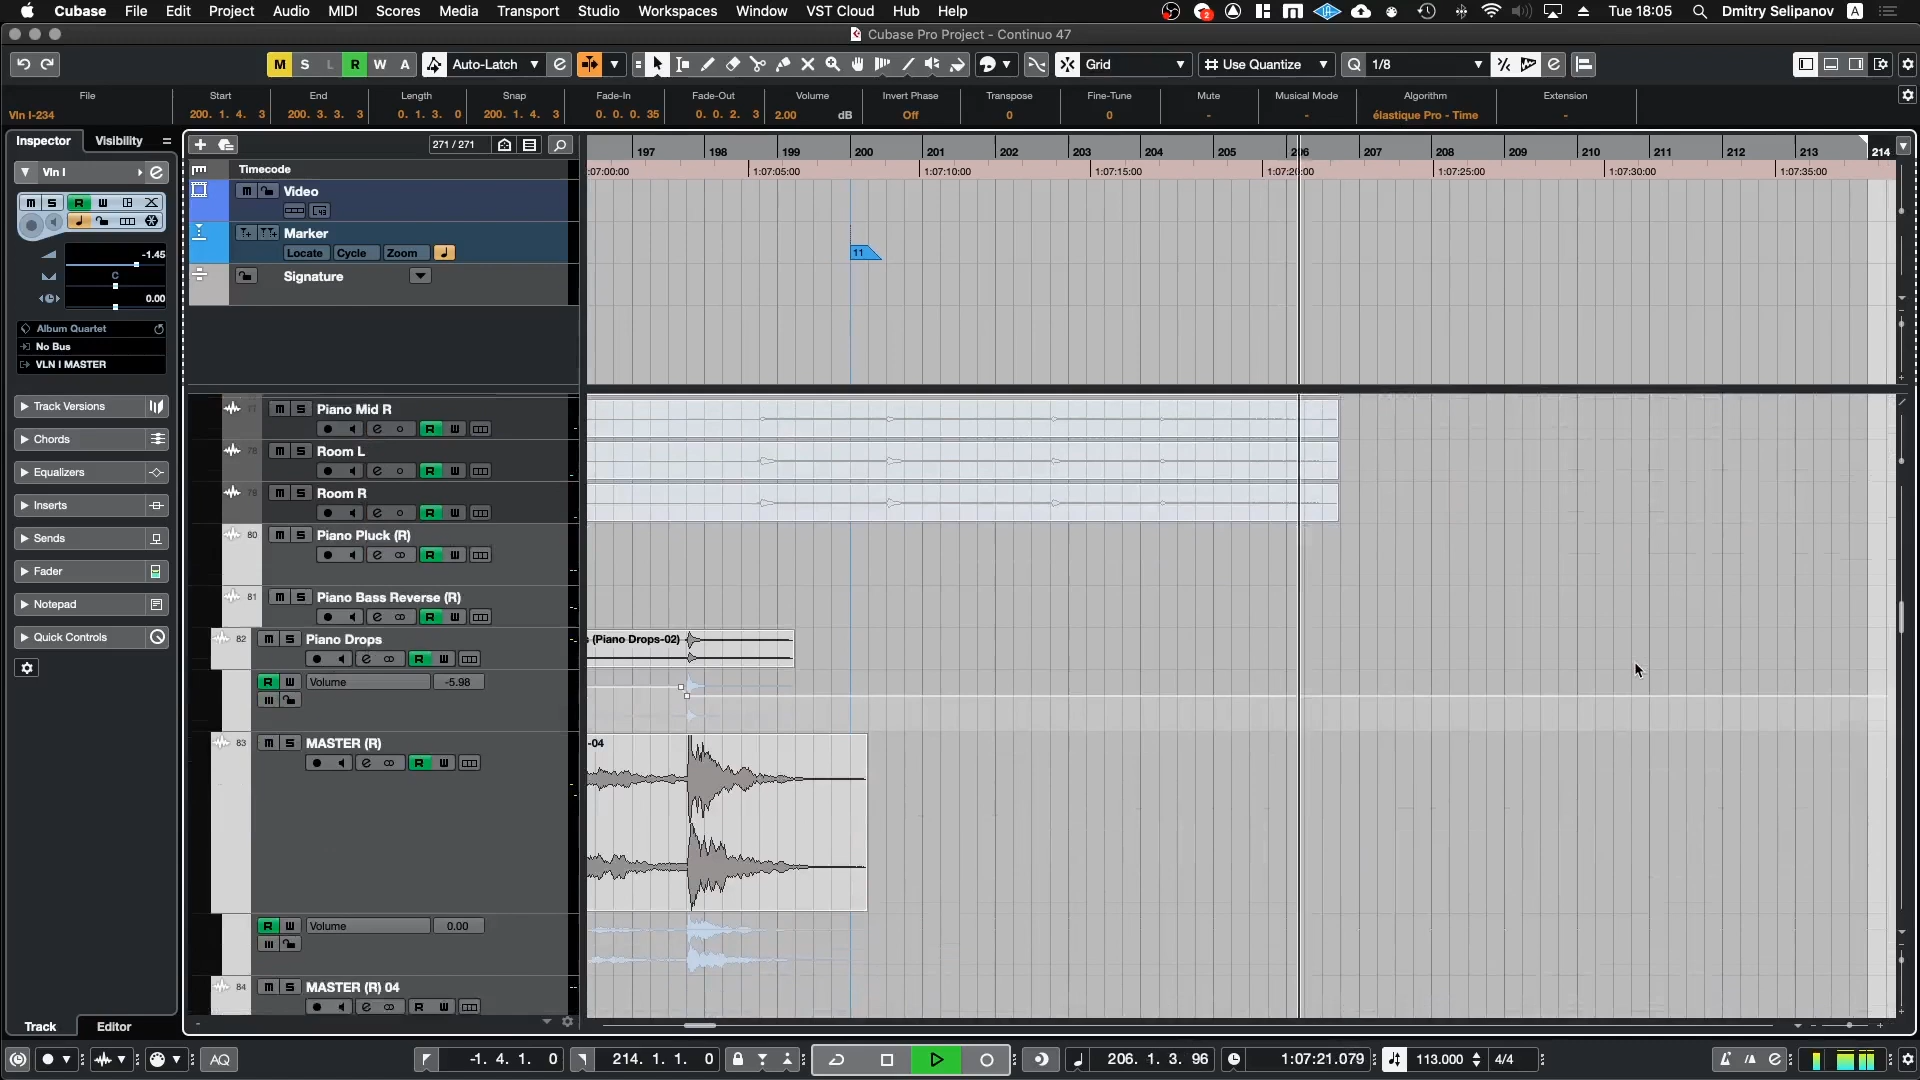 Cubase File Edit Project Audio MIDI Scores Media Transport Studio Workspaces Window VST Cloud Hub Help 2 Tue 18:05 Dmitry Selipanov A
Cubase Pro Project - Continuo 47
M S L R W A Auto-Latch Grid Use Quantize 1/8
File Start End Length Snap Fade-In Fade-Out Volume Invert Phase Transpose Fine-Tune Mute Musical Mode Algorithm Extension
Vln I-234 200. 1. 4. 3 200. 3. 3. 3 0. 1. 3. 0 200. 1. 4. 3 0. 0. 0. 35 0. 0. 2. 3 2.00 dB Off 0 0 - - élastique Pro - Time -
Inspector Visibility 271 / 271
197 198 199 200 201 202 203 204 205 206 207 208 209 210 211 212 213 214
Timecode :07:00:00 1:07:05:00 1:07:10:00 1:07:15:00 1:07:20:00 1:07:25:00 1:07:30:00 1:07:35:00
Vln I
Video
Marker
Locate Cycle Zoom
11
Signature
m S R W
-1.45
C
0.00
Album Quartet
No Bus
VLN I MASTER
Track Versions
Chords
Equalizers
Inserts
Sends
Fader
Notepad
Quick Controls
77 m S Piano Mid R
R W
78 m S Room L
R W
79 m S Room R
R W
80 m S Piano Pluck (R)
R W
81 m S Piano Bass Reverse (R)
R W
82 m S Piano Drops
(Piano Drops-02)
R W
R W Volume -5.98
83 m S MASTER (R)
-04
R W
R W Volume 0.00
84 m S MASTER (R) 04
R W
Track Editor
AQ -1. 4. 1. 0 214. 1. 1. 0 206. 1. 3. 96 1:07:21.079 113.000 4/4